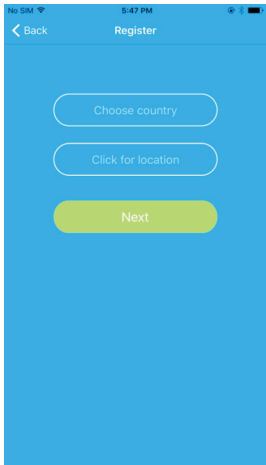 No SIM 5:47 PM
Back Register
Choose country
Click for location
Next